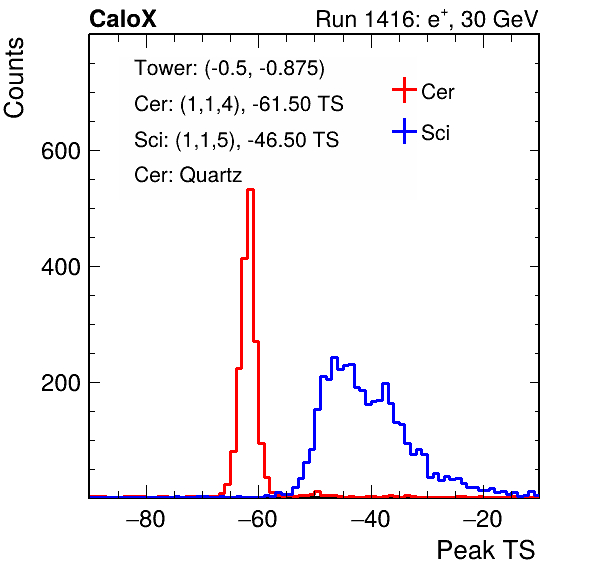 CaloX Run 1416: e⁺, 30 GeV
Counts
Tower: (-0.5, -0.875)
Cer: (1,1,4), -61.50 TS
Sci: (1,1,5), -46.50 TS
Cer: Quartz
Cer
Sci
600
400
200
−80 −60 −40 −20
Peak TS